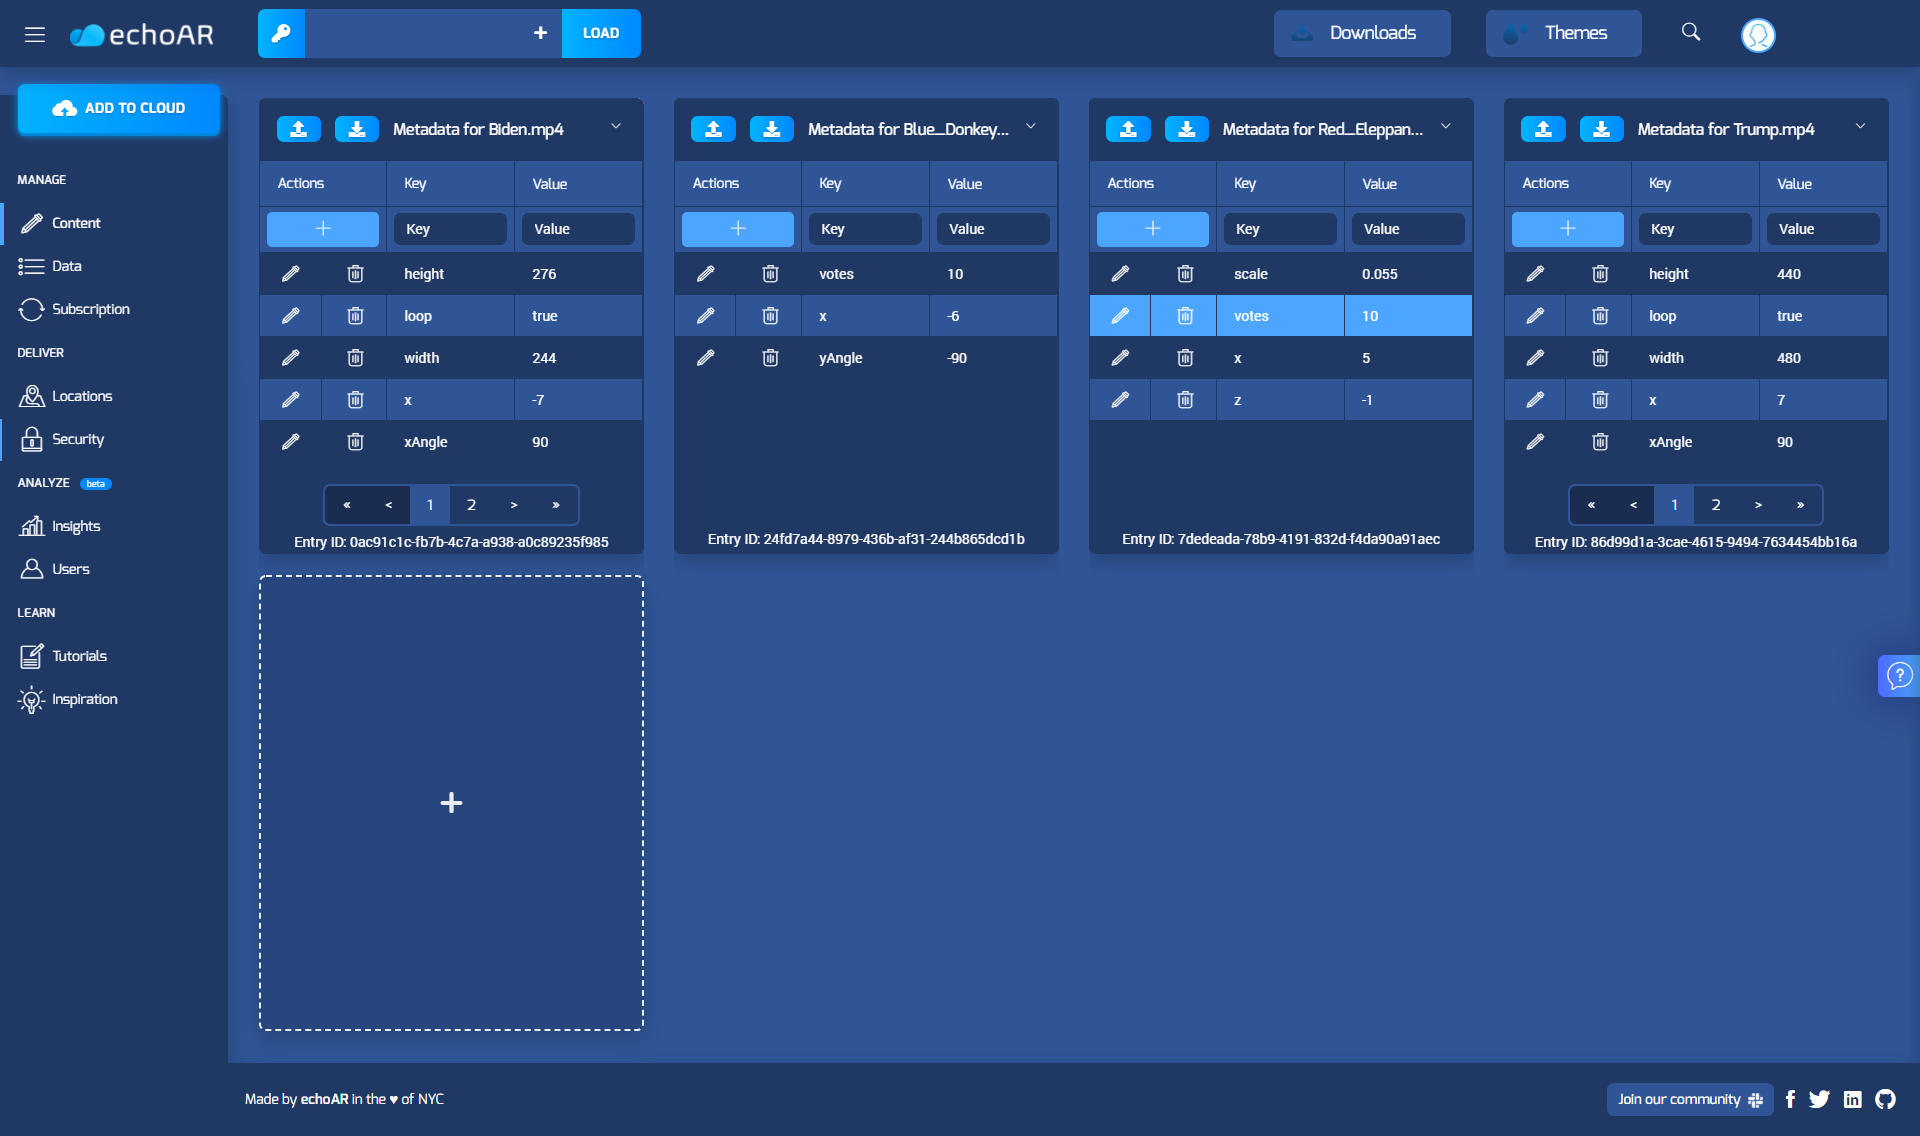 echoAR
LOAD
Downloads
Themes
ADD TO CLOUD
MANAGE
Content
Data
Subscription
DELIVER
Locations
Security
ANALYZE beta
Insights
Users
LEARN
Tutorials
Inspiration
Metadata for Biden.mp4
Actions Key Value
+ Key Value
height 276
loop true
width 244
x -7
xAngle 90
« < 1 2 > »
Entry ID: 0ac91c1c-fb7b-4c7a-a938-a0c89235f985
Metadata for Blue_Donkey...
Actions Key Value
+ Key Value
votes 10
x -6
yAngle -90
Entry ID: 24fd7a44-8979-436b-af31-244b865dcd1b
Metadata for Red_Eleppan...
Actions Key Value
+ Key Value
scale 0.055
votes 10
x 5
z -1
Entry ID: 7dedeada-78b9-4191-832d-f4da90a91aec
Metadata for Trump.mp4
Actions Key Value
+ Key Value
height 440
loop true
width 480
x 7
xAngle 90
« < 1 2 > »
Entry ID: 86d99d1a-3cae-4615-9494-7634454bb16a
+
?
Made by echoAR in the ♥ of NYC
Join our community